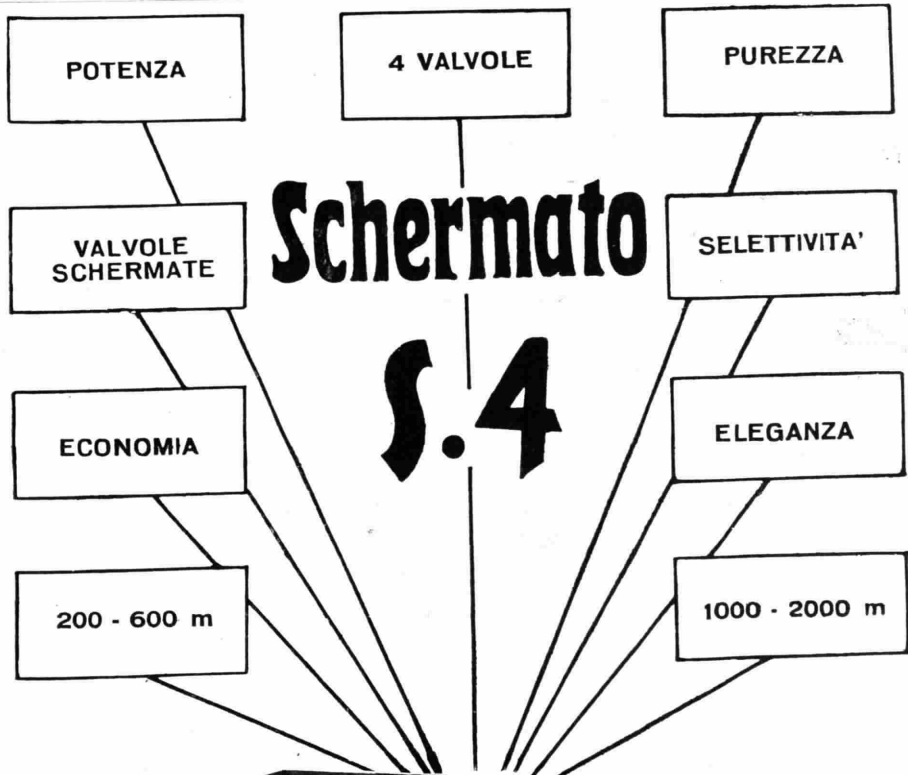 POTENZA
4 VALVOLE
PUREZZA
Schermato
VALVOLE
SCHERMATE
SELETTIVITA'
S.4
ECONOMIA
ELEGANZA
200 - 600 m
1000 - 2000 m